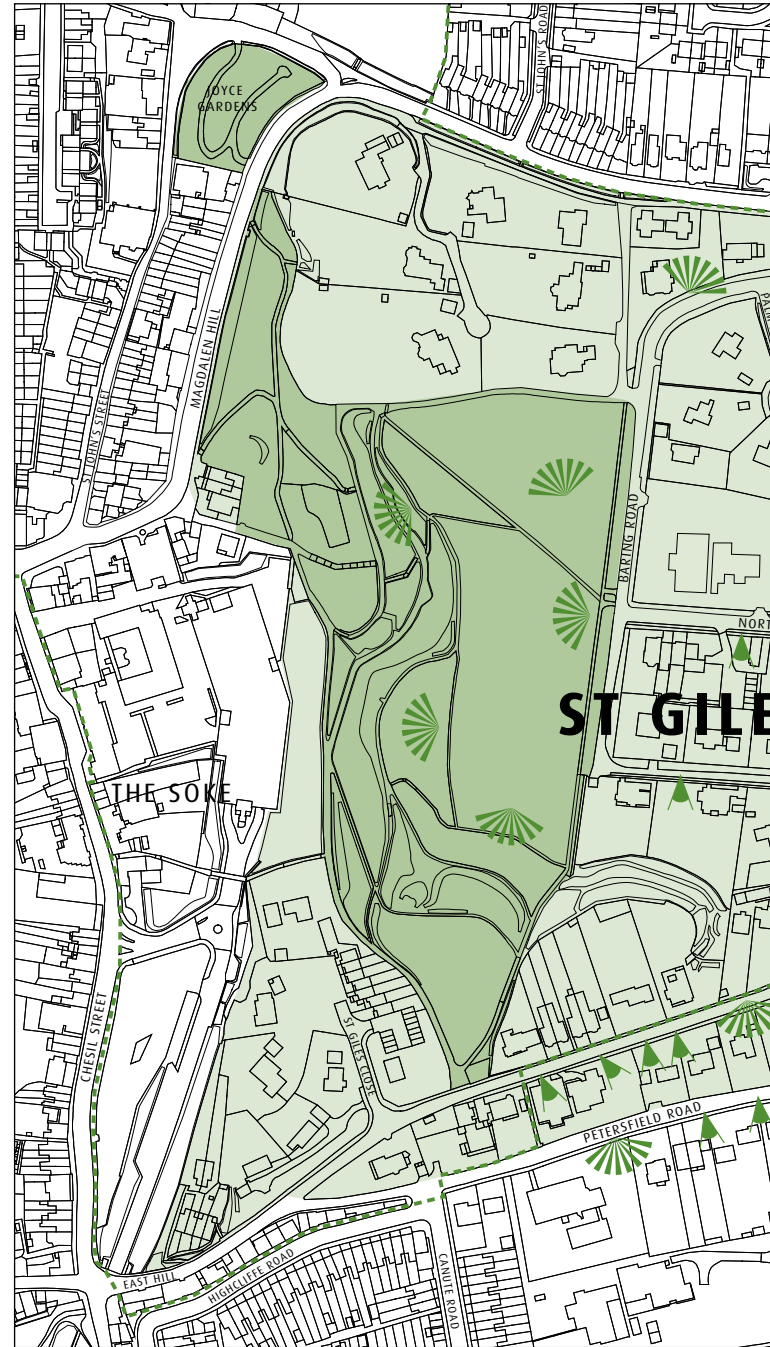 ST JOHN'S ROAD
JOYCE
GARDENS
MAGDALEN HILL
ST JOHN'S STREET
PALM
BARING ROAD
NORT
ST GILE
THE SOKE
CHESIL STREET
ST GILES CLOSE
PETERSFIELD ROAD
EAST HILL
HIGHCLIFFE ROAD
CANUTE ROAD